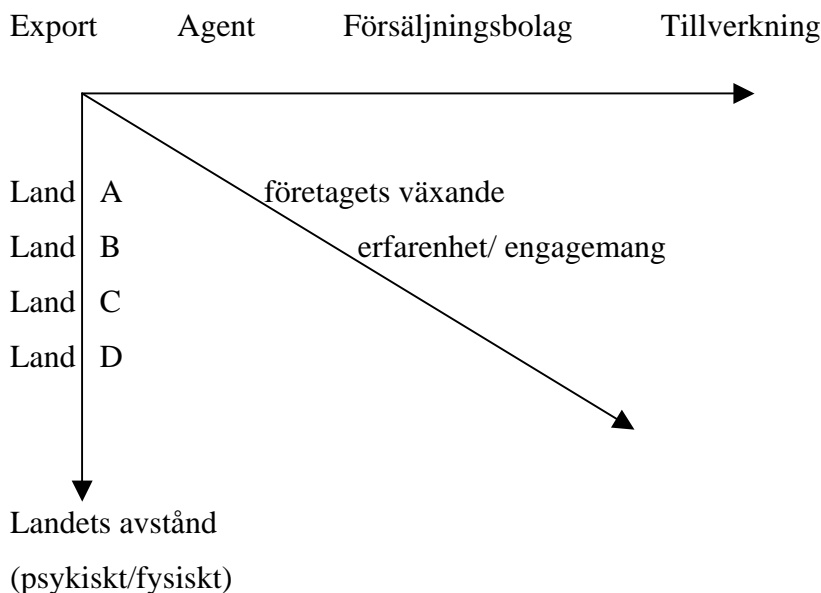 Export Agent Försäljningsbolag Tillverkning
Land A företagets växande
Land B erfarenhet/ engagemang
Land C
Land D
Landets avstånd
(psykiskt/fysiskt)